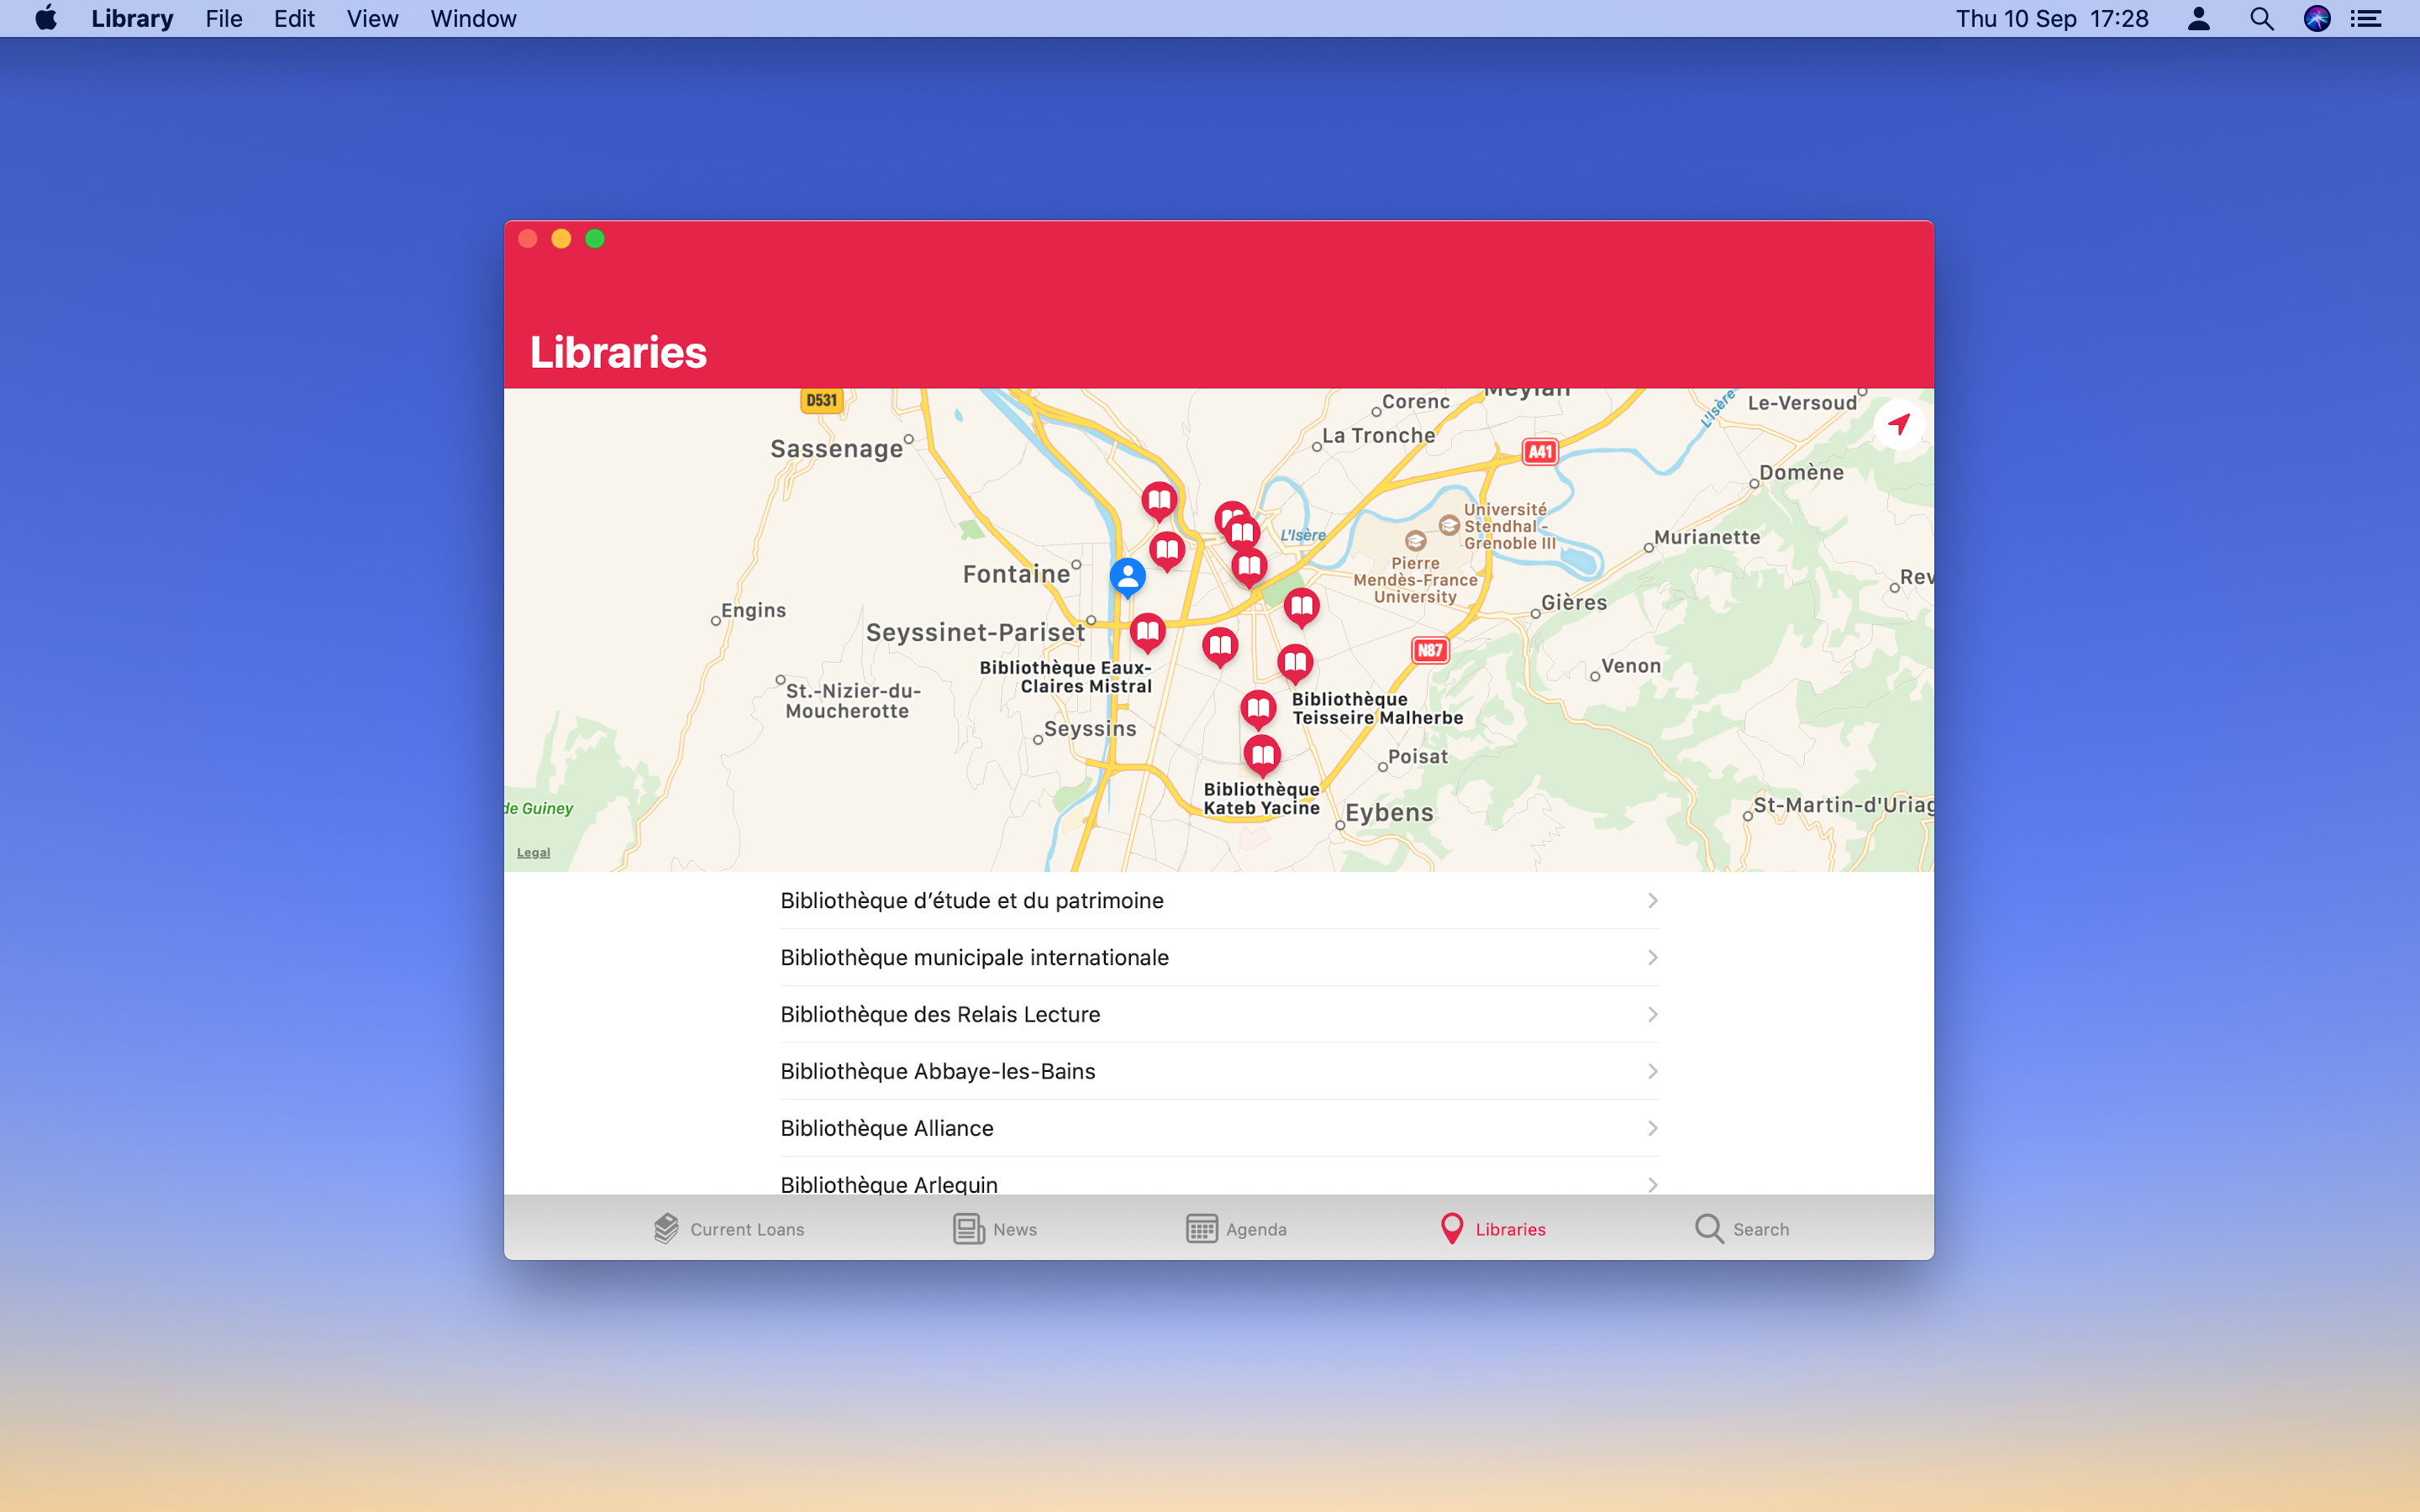 Library File Edit View Window Thu 10 Sep 17:28
Libraries
D531
Corenc
Meylan
Le-Versoud
L'Isère
Sassenage
La Tronche
A41
Domène
Université
Stendhal -
Grenoble III
L'Isère
Murianette
Pierre
Mendès-France
University
Fontaine
Rev
Engins
Gières
Seyssinet-Pariset
N87
Bibliothèque Eaux-
Claires Mistral
Venon
St.-Nizier-du-
Moucherotte
Bibliothèque
Teisseire Malherbe
Seyssins
Poisat
Bibliothèque
Kateb Yacine
de Guiney
Eybens
St-Martin-d'Uriag
Legal
Bibliothèque d’étude et du patrimoine
Bibliothèque municipale internationale
Bibliothèque des Relais Lecture
Bibliothèque Abbaye-les-Bains
Bibliothèque Alliance
Bibliothèque Arlequin
Current Loans News Agenda Libraries Search